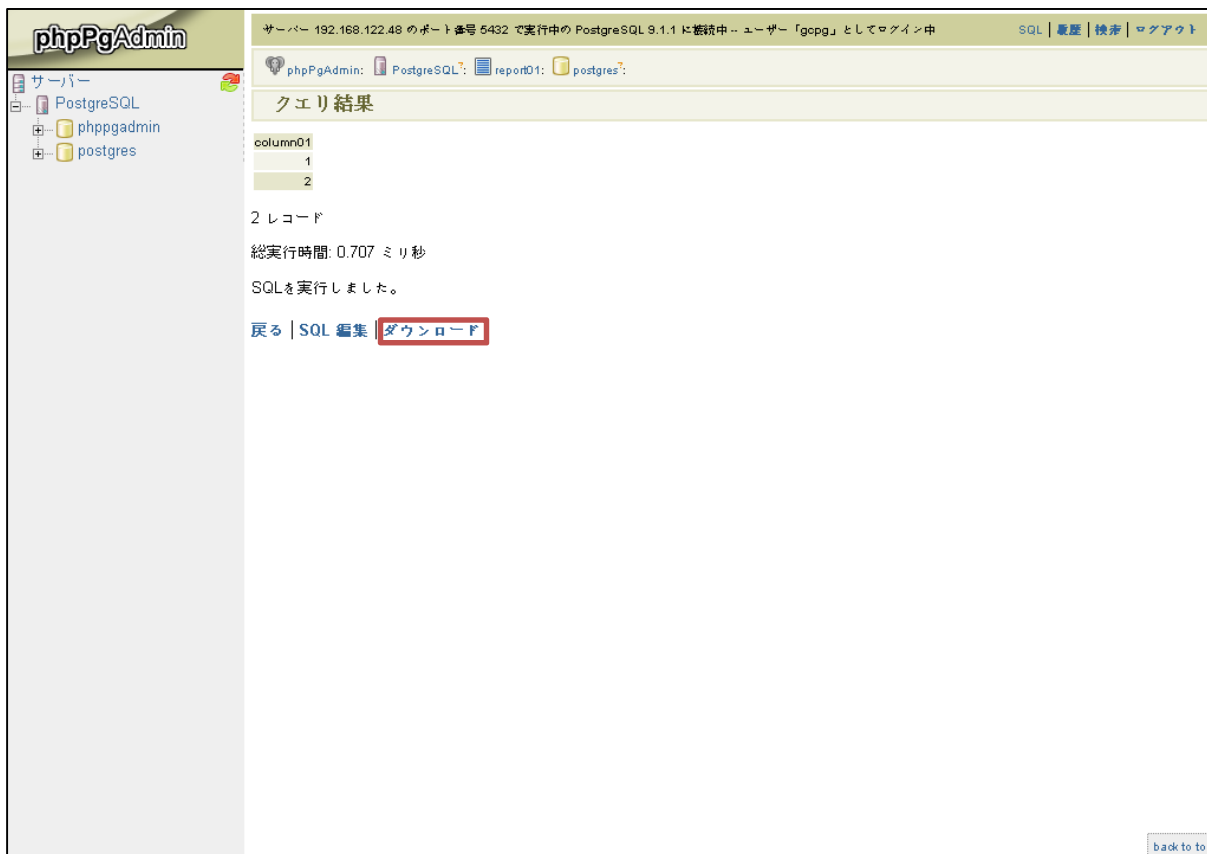 phpPgAdmin
サーバー
PostgreSQL
phppgadmin
postgres
サーバー 192.168.122.48 のポート番号 5432 で実行中の PostgreSQL 9.1.1 に接続中 -- ユーザー「gopg」としてログイン中
SQL | 履歴 | 検索 | ログアウト
phpPgAdmin: PostgreSQL?: report01: postgres?:
クエリ結果
column01
1
2
2 レコード
総実行時間: 0.707 ミリ秒
SQLを実行しました。
戻る | SQL 編集 | ダウンロード
back to to